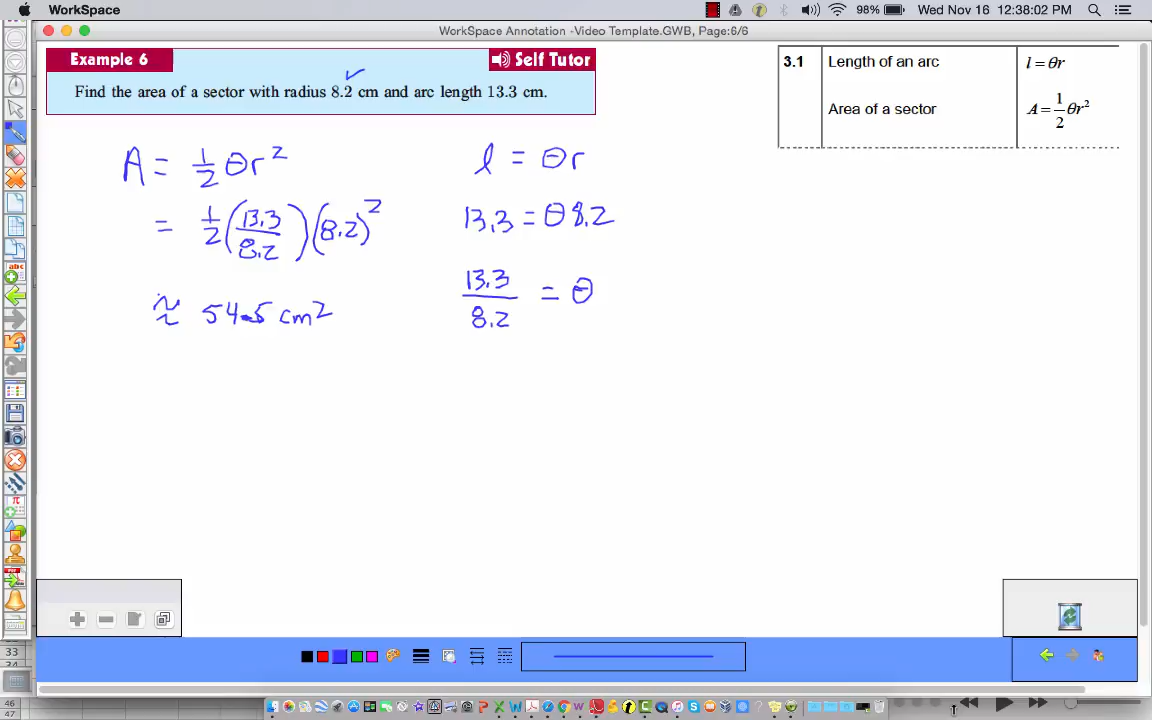 WorkSpace
98% Wed Nov 16 12:38:02 PM
WorkSpace Annotation -Video Template.GWB, Page:6/6
Example 6
Self Tutor
Find the area of a sector with radius 8.2 cm and arc length 13.3 cm.
3.1 Length of an arc l = θr
Area of a sector A = 1/2 θr²
A = 1/2 θr²
= 1/2 (13.3/8.2)(8.2)²
≈ 54.5 cm²
l = θr
13.3 = θ8.2
13.3/8.2 = θ
abc
33
46
47